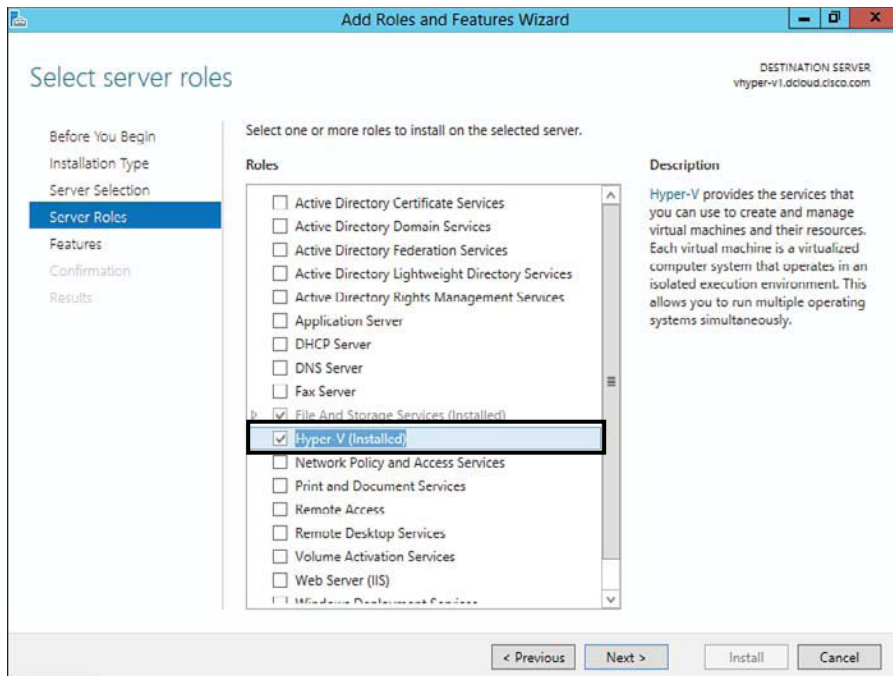 Add Roles and Features Wizard
Select server roles
DESTINATION SERVER
vhyper-v1.dcloud.cisco.com
Before You Begin
Installation Type
Server Selection
Server Roles
Features
Confirmation
Results
Select one or more roles to install on the selected server.
Roles
Active Directory Certificate Services
Active Directory Domain Services
Active Directory Federation Services
Active Directory Lightweight Directory Services
Active Directory Rights Management Services
Application Server
DHCP Server
DNS Server
Fax Server
File And Storage Services (Installed)
Hyper-V (Installed)
Network Policy and Access Services
Print and Document Services
Remote Access
Remote Desktop Services
Volume Activation Services
Web Server (IIS)
Windows Deployment Services
Description
Hyper-V provides the services that
you can use to create and manage
virtual machines and their resources.
Each virtual machine is a virtualized
computer system that operates in an
isolated execution environment. This
allows you to run multiple operating
systems simultaneously.
< Previous
Next >
Install
Cancel